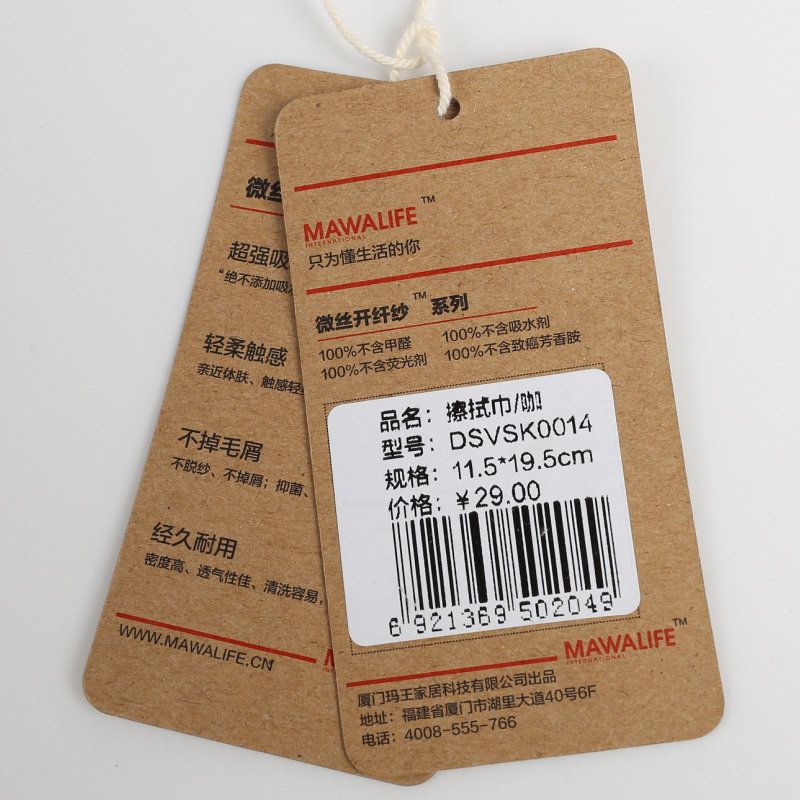 MAWALIFE™
INTERNATIONAL
只为懂生活的你
微丝开纤纱™系列
100%不含甲醛 100%不含吸水剂
100%不含荧光剂 100%不含致癌芳香胺
品名：擦拭巾/咖
型号：DSVSK0014
规格：11.5*19.5cm
价格：￥29.00
6 921369 502049
MAWALIFE™
INTERNATIONAL
厦门玛王家居科技有限公司出品
地址：福建省厦门市湖里大道40号6F
电话：4008-555-766
微丝
超强吸
“绝不添加吸水
轻柔触感
亲近体肤、触感轻
不掉毛屑
不脱纱、不掉屑；抑菌、
经久耐用
密度高、透气性佳、清洗容易，
WWW.MAWALIFE.CN